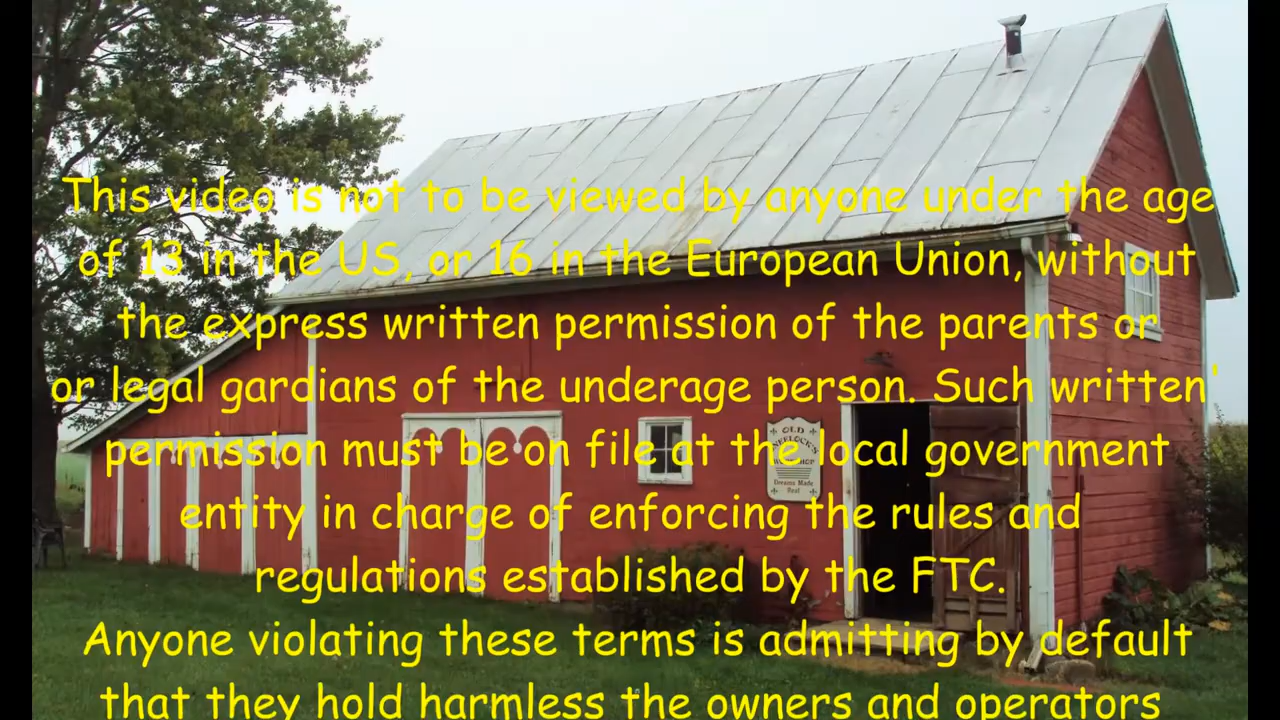 This video is not to be viewed by anyone under the age
of 13 in the US, or 16 in the European Union, without
the express written permission of the parents or
or legal gardians of the underage person. Such written'
permission must be on file at the local government
entity in charge of enforcing the rules and
regulations established by the FTC.
Anyone violating these terms is admitting by default
that they hold harmless the owners and operators
OLD
Dreams Made
Real